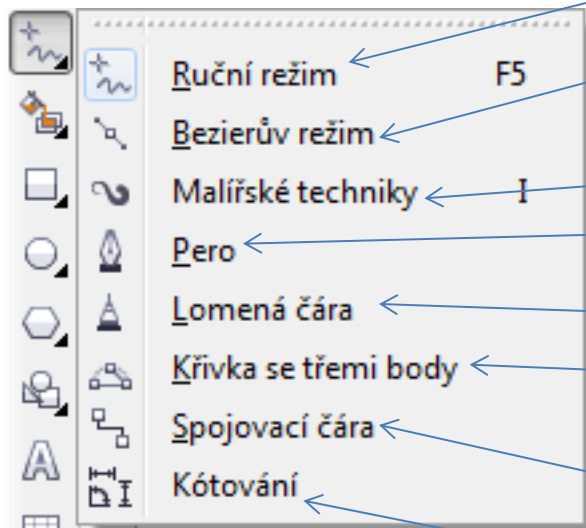 Ruční režim F5
Bezierův režim
Malířské techniky I
Pero
Lomená čára
Křivka se třemi body
Spojovací čára
Kótování